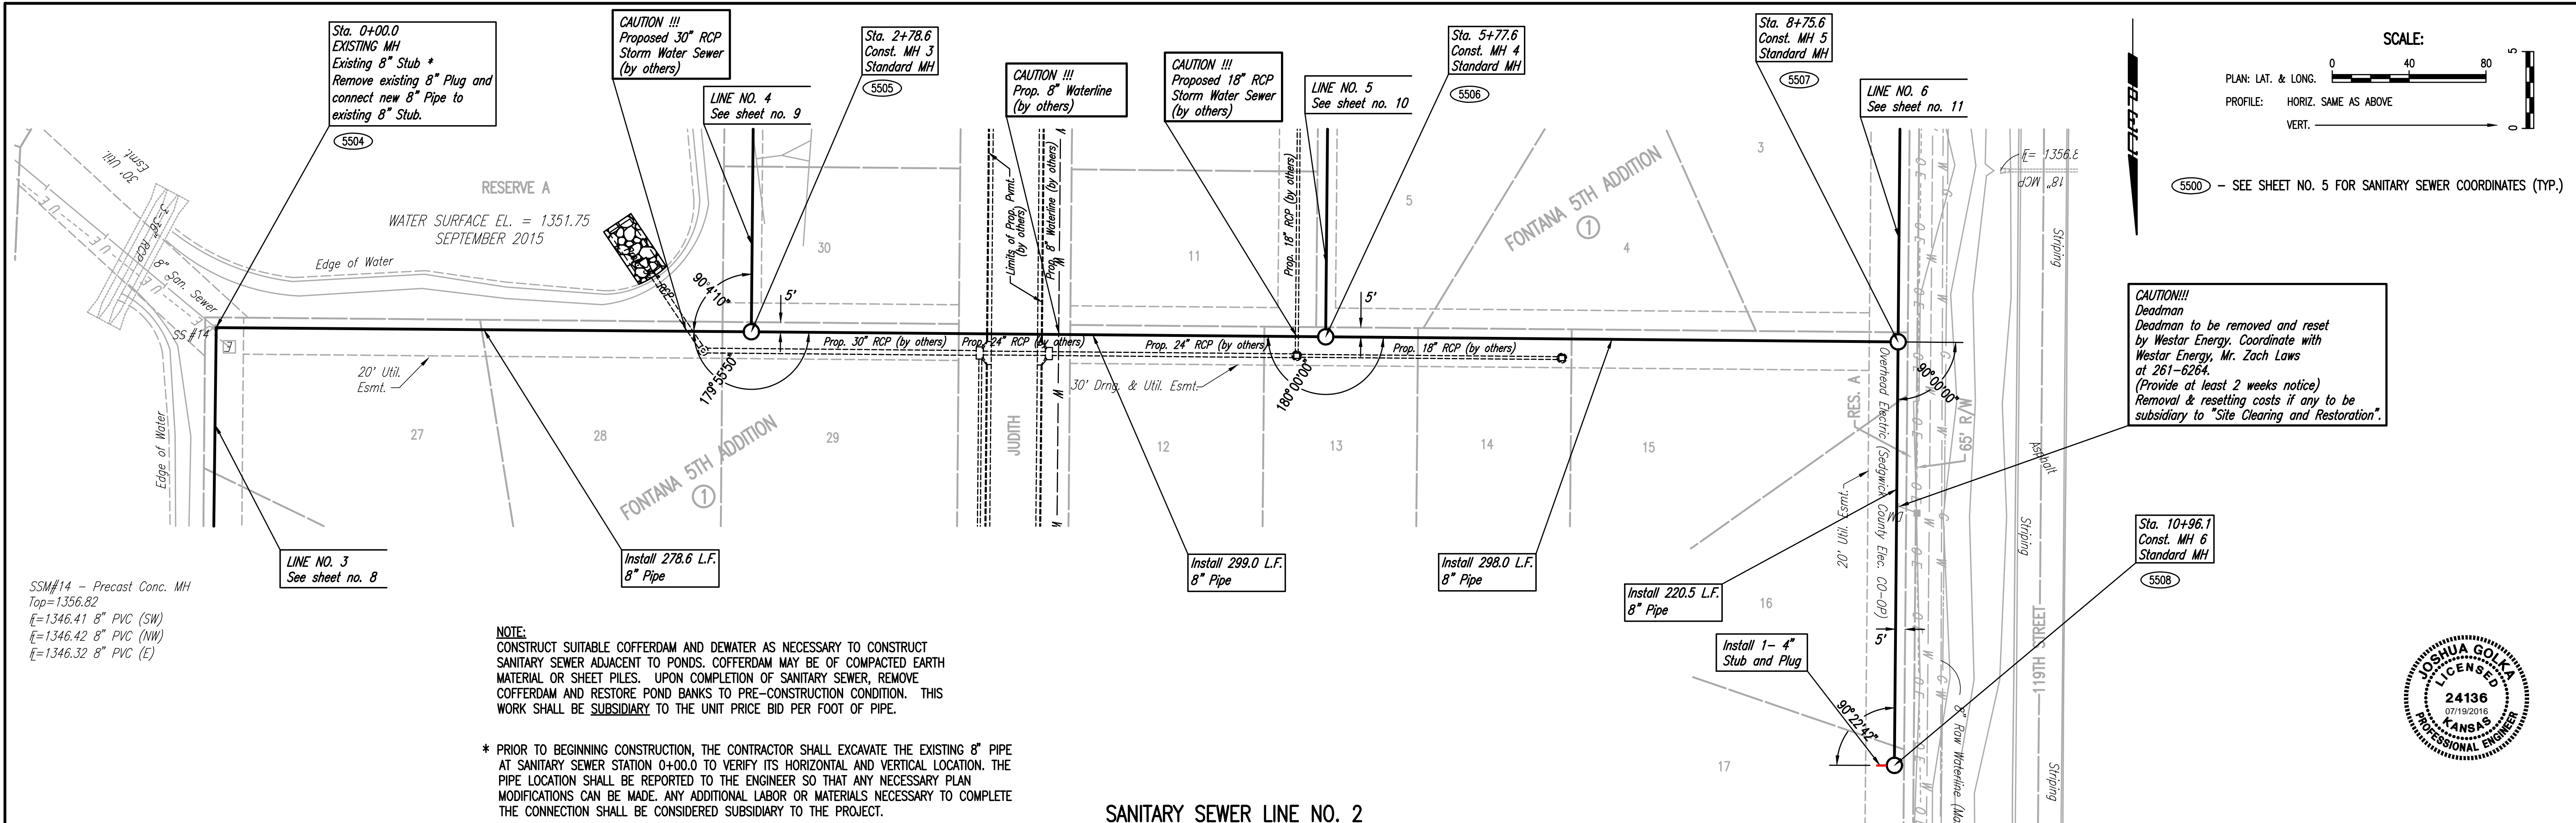 Sta. 0+00.0
EXISTING MH
Existing 8" Stub *
Remove existing 8" Plug and
connect new 8" Pipe to
existing 8" Stub.
5504
CAUTION !!!
Proposed 30" RCP
Storm Water Sewer
(by others)
LINE NO. 4
See sheet no. 9
Sta. 2+78.6
Const. MH 3
Standard MH
5505
CAUTION !!!
Prop. 8" Waterline
(by others)
CAUTION !!!
Proposed 18" RCP
Storm Water Sewer
(by others)
LINE NO. 5
See sheet no. 10
Sta. 5+77.6
Const. MH 4
Standard MH
5506
Sta. 8+75.6
Const. MH 5
Standard MH
5507
LINE NO. 6
See sheet no. 11
SCALE:
PLAN: LAT. & LONG.
0 40 80
PROFILE: HORIZ. SAME AS ABOVE
VERT.
0 5
5500 – SEE SHEET NO. 5 FOR SANITARY SEWER COORDINATES (TYP.)
30' Util.
Esmt.
3-36" RCP
8" San. Sewer
SS #14
E
RESERVE A
WATER SURFACE EL. = 1351.75
SEPTEMBER 2015
Edge of Water
RCP
90°4'10"
5'
30
Limits of Prop. Pvmt.
(by others)
Prop. 8" Waterline (by others)
11
Prop. 18" RCP (by others)
5'
5
FONTANA 5TH ADDITION
1
4
3
= 1356.8
18" MCP
Striping
Prop. 30" RCP (by others)
Prop. 24" RCP (by others)
Prop. 24" RCP (by others)
Prop. 18" RCP (by others)
20' Util.
Esmt.
179°55'50"
30' Drng. & Util. Esmt.
180°00'00"
90°00'00"
Edge of Water
27
28
FONTANA 5TH ADDITION
1
29
JUDITH
12
13
14
15
RES. A
20' Util. Esmt.
Overhead Electric (Sedgwick County Elec. CO-OP)
65' R/W
DM
Asphalt
Striping
CAUTION!!!
Deadman
Deadman to be removed and reset
by Westar Energy. Coordinate with
Westar Energy, Mr. Zach Laws
at 261-6264.
(Provide at least 2 weeks notice)
Removal & resetting costs if any to be
subsidiary to "Site Clearing and Restoration".
LINE NO. 3
See sheet no. 8
Install 278.6 L.F.
8" Pipe
Install 299.0 L.F.
8" Pipe
Install 298.0 L.F.
8" Pipe
Install 220.5 L.F.
8" Pipe
16
5'
Install 1- 4"
Stub and Plug
90°22'42"
17
8" Raw Waterline
119TH STREET
Striping
Sta. 10+96.1
Const. MH 6
Standard MH
5508
SSM#14 – Precast Conc. MH
Top=1356.82
=1346.41 8" PVC (SW)
=1346.42 8" PVC (NW)
=1346.32 8" PVC (E)
NOTE:
CONSTRUCT SUITABLE COFFERDAM AND DEWATER AS NECESSARY TO CONSTRUCT
SANITARY SEWER ADJACENT TO PONDS. COFFERDAM MAY BE OF COMPACTED EARTH
MATERIAL OR SHEET PILES. UPON COMPLETION OF SANITARY SEWER, REMOVE
COFFERDAM AND RESTORE POND BANKS TO PRE-CONSTRUCTION CONDITION. THIS
WORK SHALL BE SUBSIDIARY TO THE UNIT PRICE BID PER FOOT OF PIPE.
* PRIOR TO BEGINNING CONSTRUCTION, THE CONTRACTOR SHALL EXCAVATE THE EXISTING 8" PIPE
AT SANITARY SEWER STATION 0+00.0 TO VERIFY ITS HORIZONTAL AND VERTICAL LOCATION. THE
PIPE LOCATION SHALL BE REPORTED TO THE ENGINEER SO THAT ANY NECESSARY PLAN
MODIFICATIONS CAN BE MADE. ANY ADDITIONAL LABOR OR MATERIALS NECESSARY TO COMPLETE
THE CONNECTION SHALL BE CONSIDERED SUBSIDIARY TO THE PROJECT.
SANITARY SEWER LINE NO. 2
JOSHUA GOLKA
LICENSED
24136
07/19/2016
KANSAS
PROFESSIONAL ENGINEER